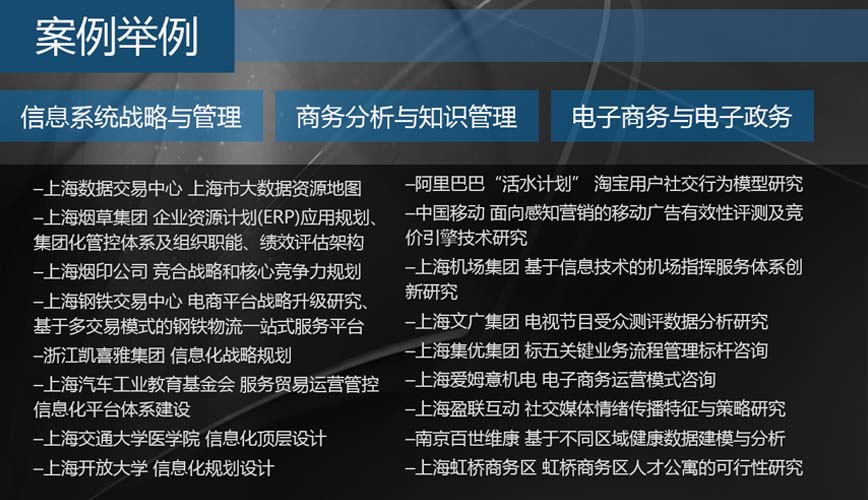 案例举例
信息系统战略与管理
商务分析与知识管理
电子商务与电子政务
–上海数据交易中心 上海市大数据资源地图
–上海烟草集团 企业资源计划(ERP)应用规划、
集团化管控体系及组织职能、绩效评估架构
–上海烟印公司 竞合战略和核心竞争力规划
–上海钢铁交易中心 电商平台战略升级研究、
基于多交易模式的钢铁物流一站式服务平台
–浙江凯喜雅集团 信息化战略规划
–上海汽车工业教育基金会 服务贸易运营管控
信息化平台体系建设
–上海交通大学医学院 信息化顶层设计
–上海开放大学 信息化规划设计
–阿里巴巴“活水计划” 淘宝用户社交行为模型研究
–中国移动 面向感知营销的移动广告有效性评测及竞
价引擎技术研究
–上海机场集团 基于信息技术的机场指挥服务体系创
新研究
–上海文广集团 电视节目受众测评数据分析研究
–上海集优集团 标五关键业务流程管理标杆咨询
–上海爱姆意机电 电子商务运营模式咨询
–上海盈联互动 社交媒体情绪传播特征与策略研究
–南京百世维康 基于不同区域健康数据建模与分析
–上海虹桥商务区 虹桥商务区人才公寓的可行性研究